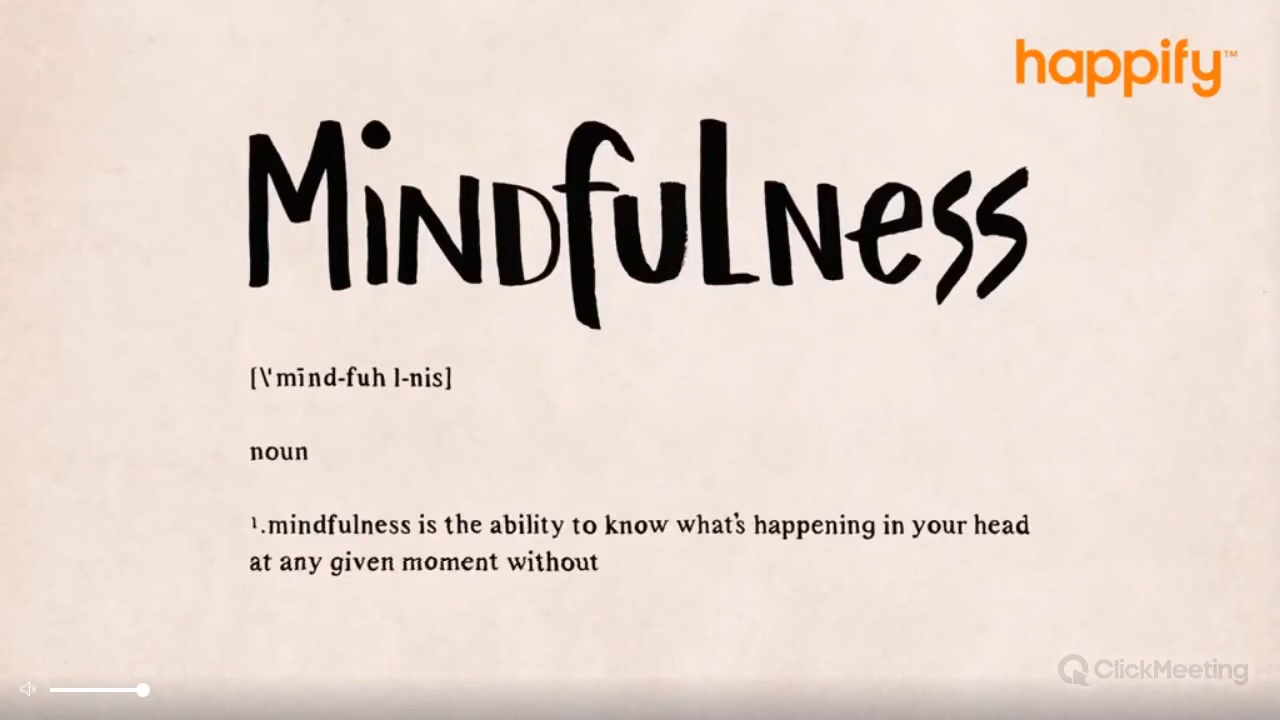 happify™
Mindfulness
[\'mīnd-fuh l-nis]
noun
¹.mindfulness is the ability to know what's happening in your head
at any given moment without
ClickMeeting